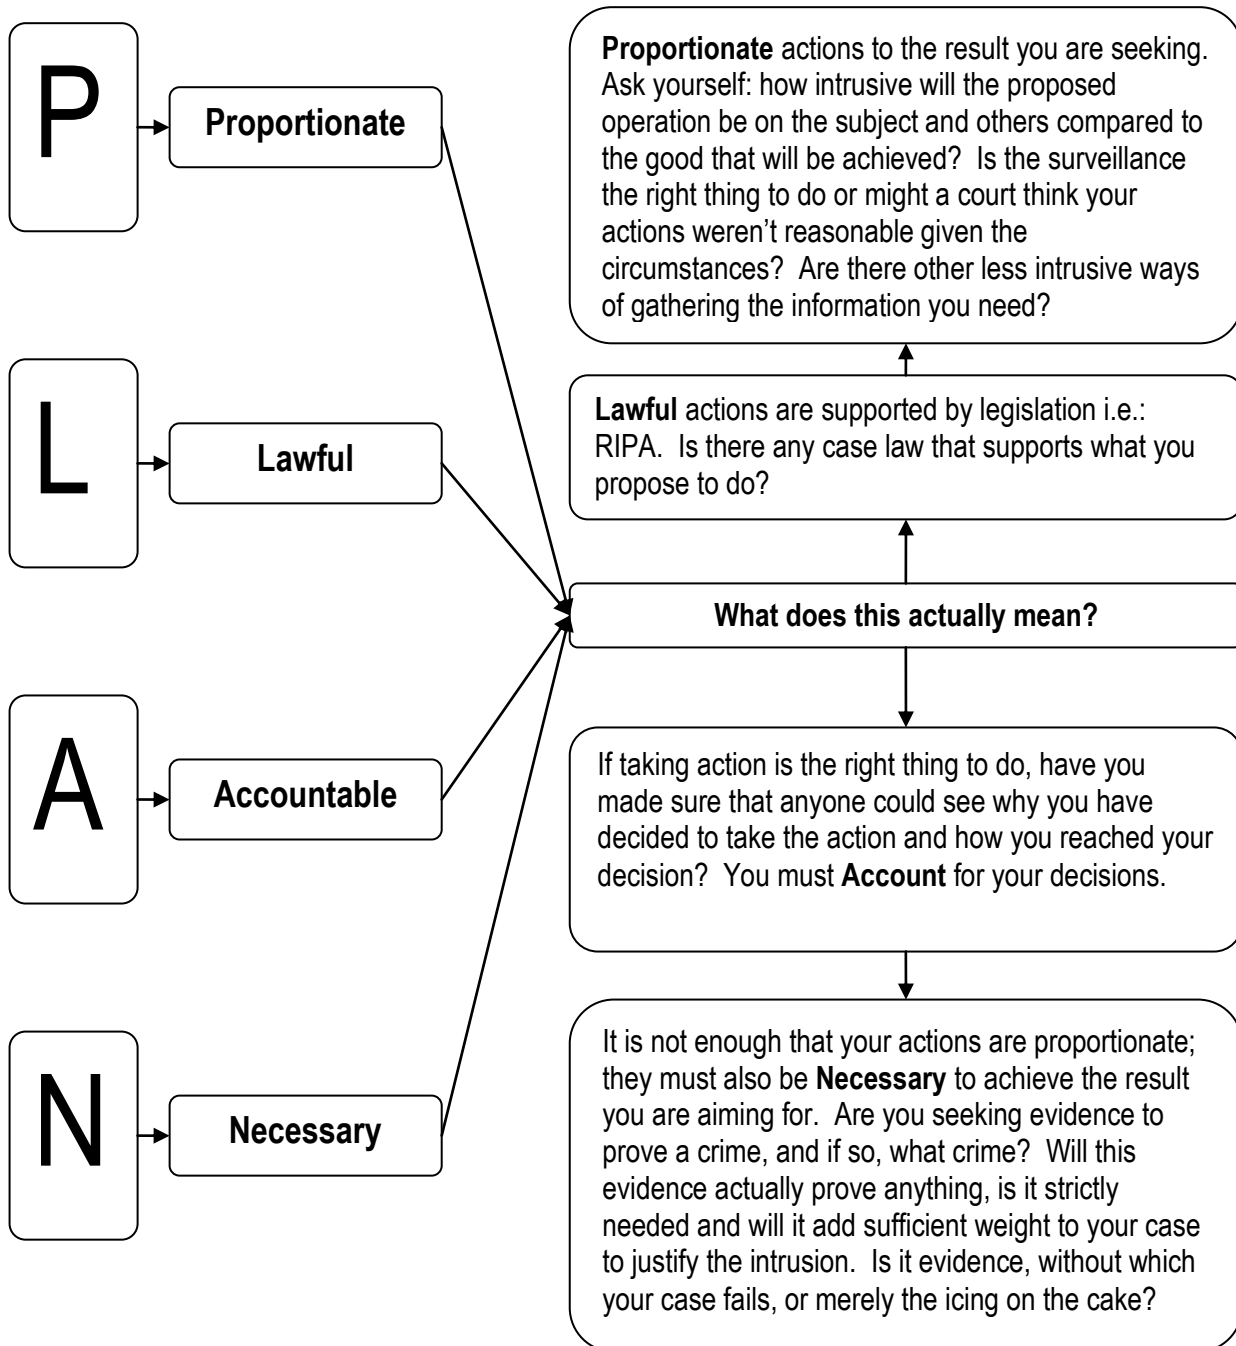 P
Proportionate
L
Lawful
A
Accountable
N
Necessary
Proportionate actions to the result you are seeking.
Ask yourself: how intrusive will the proposed
operation be on the subject and others compared to
the good that will be achieved?  Is the surveillance
the right thing to do or might a court think your
actions weren't reasonable given the
circumstances?  Are there other less intrusive ways
of gathering the information you need?
Lawful actions are supported by legislation i.e.:
RIPA.  Is there any case law that supports what you
propose to do?
What does this actually mean?
If taking action is the right thing to do, have you
made sure that anyone could see why you have
decided to take the action and how you reached your
decision?  You must Account for your decisions.
It is not enough that your actions are proportionate;
they must also be Necessary to achieve the result
you are aiming for.  Are you seeking evidence to
prove a crime, and if so, what crime?  Will this
evidence actually prove anything, is it strictly
needed and will it add sufficient weight to your case
to justify the intrusion.  Is it evidence, without which
your case fails, or merely the icing on the cake?